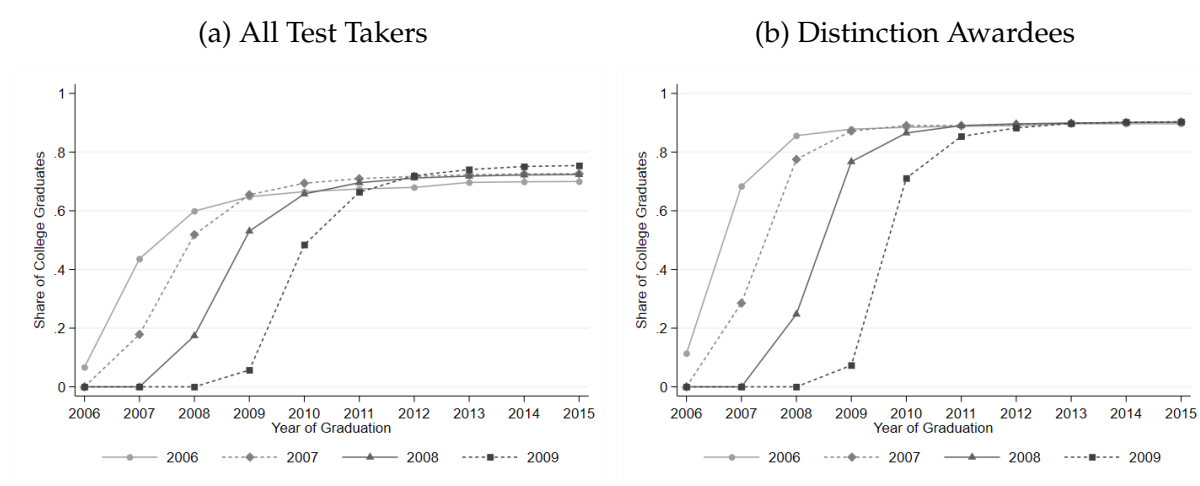 (a) All Test Takers
Share of College Graduates
1
.8
.6
.4
.2
0
2006 2007 2008 2009 2010 2011 2012 2013 2014 2015
Year of Graduation
2006 2007 2008 2009
(b) Distinction Awardees
Share of College Graduates
1
.8
.6
.4
.2
0
2006 2007 2008 2009 2010 2011 2012 2013 2014 2015
Year of Graduation
2006 2007 2008 2009